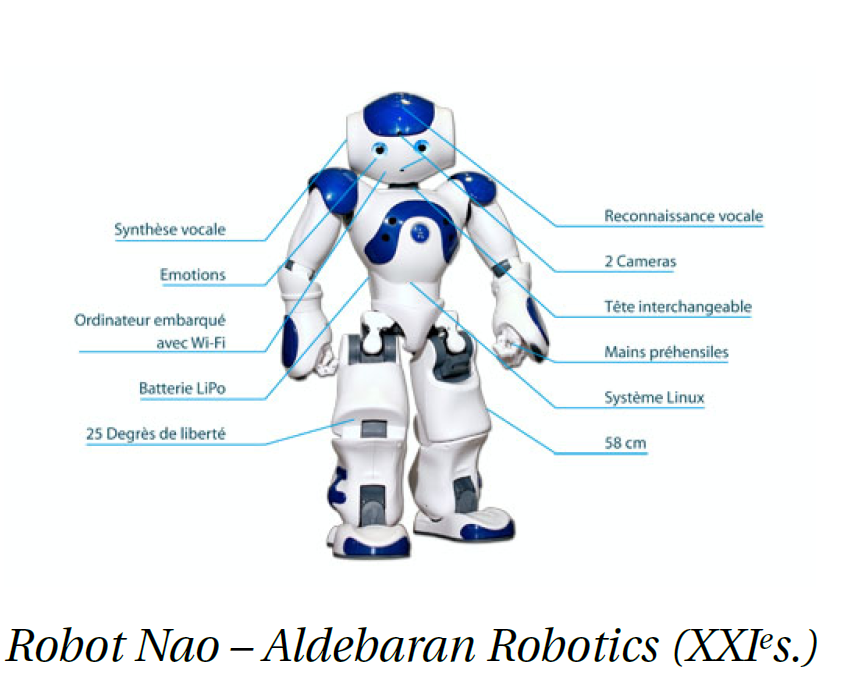 Synthèse vocale
Emotions
Ordinateur embarqué
avec Wi-Fi
Batterie LiPo
25 Degrès de liberté
Reconnaissance vocale
2 Cameras
Tête interchangeable
Mains préhensiles
Système Linux
58 cm
Robot Nao – Aldebaran Robotics (XXIᵉs.)